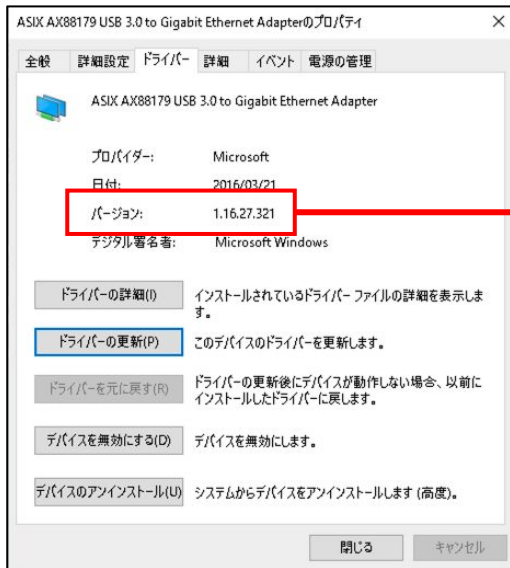 ASIX AX88179 USB 3.0 to Gigabit Ethernet Adapterのプロパティ
全般 詳細設定 ドライバー 詳細 イベント 電源の管理
ASIX AX88179 USB 3.0 to Gigabit Ethernet Adapter
プロバイダー: Microsoft
日付: 2016/03/21
バージョン: 1.16.27.321
デジタル署名者: Microsoft Windows
ドライバーの詳細(I) インストールされているドライバー ファイルの詳細を表示しま
す。
ドライバーの更新(P) このデバイスのドライバーを更新します。
ドライバーを元に戻す(R) ドライバーの更新後にデバイスが動作しない場合、以前に
インストールしたドライバーに戻します。
デバイスを無効にする(D) デバイスを無効にします。
デバイスのアンインストール(U) システムからデバイスをアンインストールします (高度)。
閉じる キャンセル